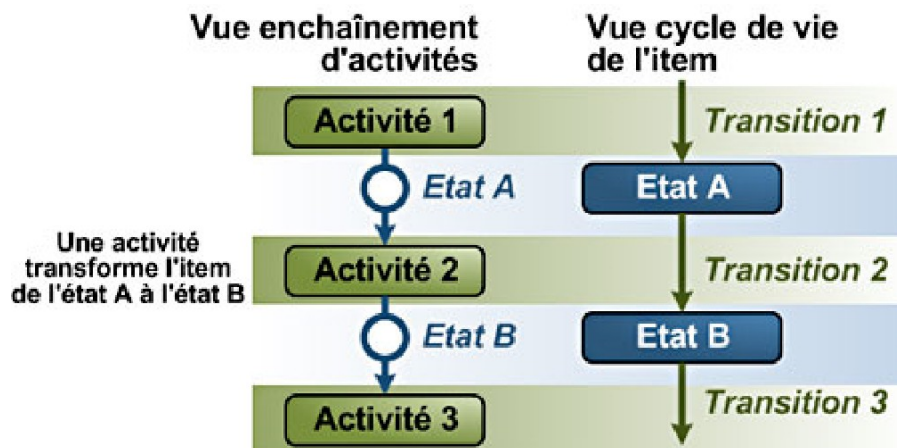 Vue enchaînement
d'activités
Vue cycle de vie
de l'item
Activité 1
Transition 1
Etat A
Etat A
Une activité
transforme l'item
de l'état A à l'état B
Activité 2
Transition 2
Etat B
Etat B
Activité 3
Transition 3